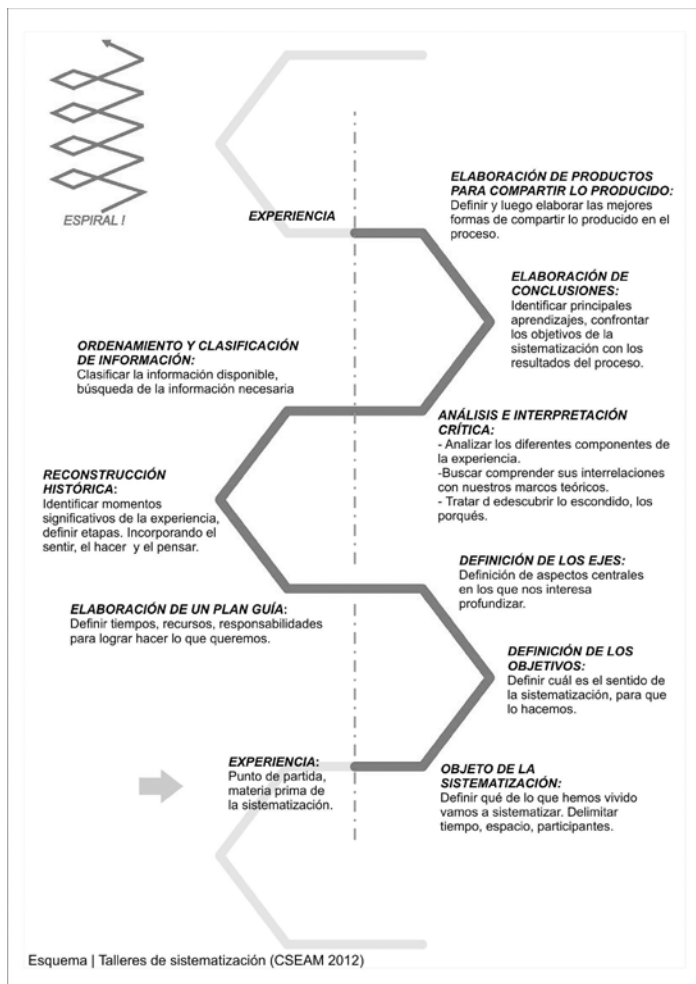 ESPIRAL !
EXPERIENCIA
ELABORACIÓN DE PRODUCTOS
PARA COMPARTIR LO PRODUCIDO:
Definir y luego elaborar las mejores
formas de compartir lo producido en el
proceso.
ELABORACIÓN DE
CONCLUSIONES:
Identificar principales
aprendizajes, confrontar
los objetivos de la
sistematización con los
resultados del proceso.
ORDENAMIENTO Y CLASIFICACIÓN
DE INFORMACIÓN:
Clasificar la información disponible,
búsqueda de la información necesaria
ANÁLISIS E INTERPRETACIÓN
CRÍTICA:
- Analizar los diferentes componentes de
la experiencia.
-Buscar comprender sus interrelaciones
con nuestros marcos teóricos.
- Tratar d edescubrir lo escondido, los
porqués.
RECONSTRUCCIÓN
HISTÓRICA:
Identificar momentos
significativos de la experiencia,
definir etapas. Incorporando el
sentir, el hacer y el pensar.
DEFINICIÓN DE LOS EJES:
Definición de aspectos centrales
en los que nos interesa
profundizar.
ELABORACIÓN DE UN PLAN GUÍA:
Definir tiempos, recursos, responsabilidades
para lograr hacer lo que queremos.
DEFINICIÓN DE LOS
OBJETIVOS:
Definir cuál es el sentido de
la sistematización, para que
lo hacemos.
EXPERIENCIA:
Punto de partida,
materia prima de
la sistematización.
OBJETO DE LA
SISTEMATIZACIÓN:
Definir qué de lo que hemos vivido
vamos a sistematizar. Delimitar
tiempo, espacio, participantes.
Esquema | Talleres de sistematización (CSEAM 2012)